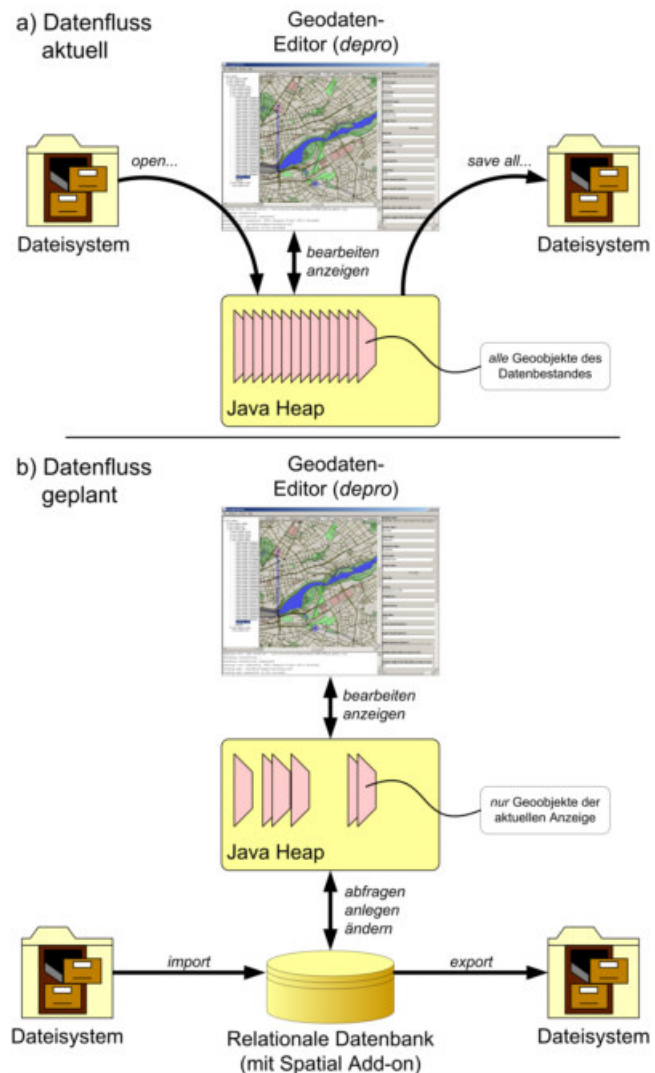 a) Datenfluss
aktuell
Geodaten-
Editor (depro)
open...
save all...
Dateisystem
Dateisystem
bearbeiten
anzeigen
alle Geoobjekte des
Datenbestandes
Java Heap
b) Datenfluss
geplant
Geodaten-
Editor (depro)
bearbeiten
anzeigen
nur Geoobjekte der
aktuellen Anzeige
Java Heap
abfragen
anlegen
ändern
import
export
Dateisystem
Relationale Datenbank
(mit Spatial Add-on)
Dateisystem